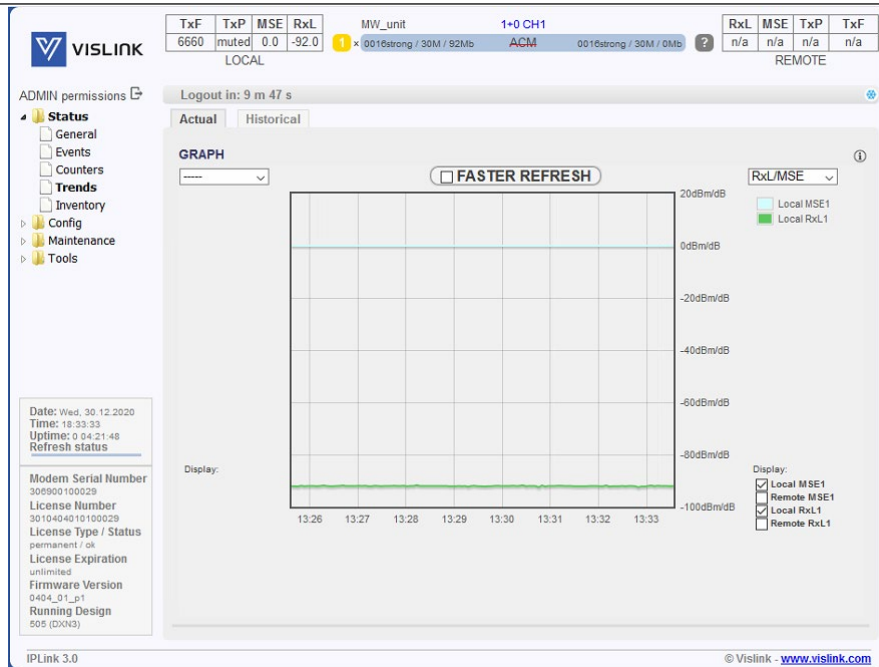 TxF TxP MSE RxL
6660 muted 0.0 -92.0
LOCAL
MW_unit 1+0 CH1
1 x 0016strong / 30M / 92Mb ACM 0016strong / 30M / 0Mb ?
RxL MSE TxP TxF
n/a n/a n/a n/a
REMOTE
VISLINK
ADMIN permissions
Logout in: 9 m 47 s
Status
General
Events
Counters
Trends
Inventory
Config
Maintenance
Tools
Actual Historical
GRAPH
-----
FASTER REFRESH
RxL/MSE
Local MSE1
Local RxL1
20dBm/dB
0dBm/dB
-20dBm/dB
-40dBm/dB
-60dBm/dB
-80dBm/dB
-100dBm/dB
13:26 13:27 13:28 13:29 13:30 13:31 13:32 13:33
Display:
Display:
Local MSE1
Remote MSE1
Local RxL1
Remote RxL1
Date: Wed, 30.12.2020
Time: 18:33:33
Uptime: 0 04:21:48
Refresh status
Modem Serial Number
306900100029
License Number
3010404010100029
License Type / Status
permanent / ok
License Expiration
unlimited
Firmware Version
0404_01_p1
Running Design
505 (DXN3)
IPLink 3.0
© Vislink - www.vislink.com